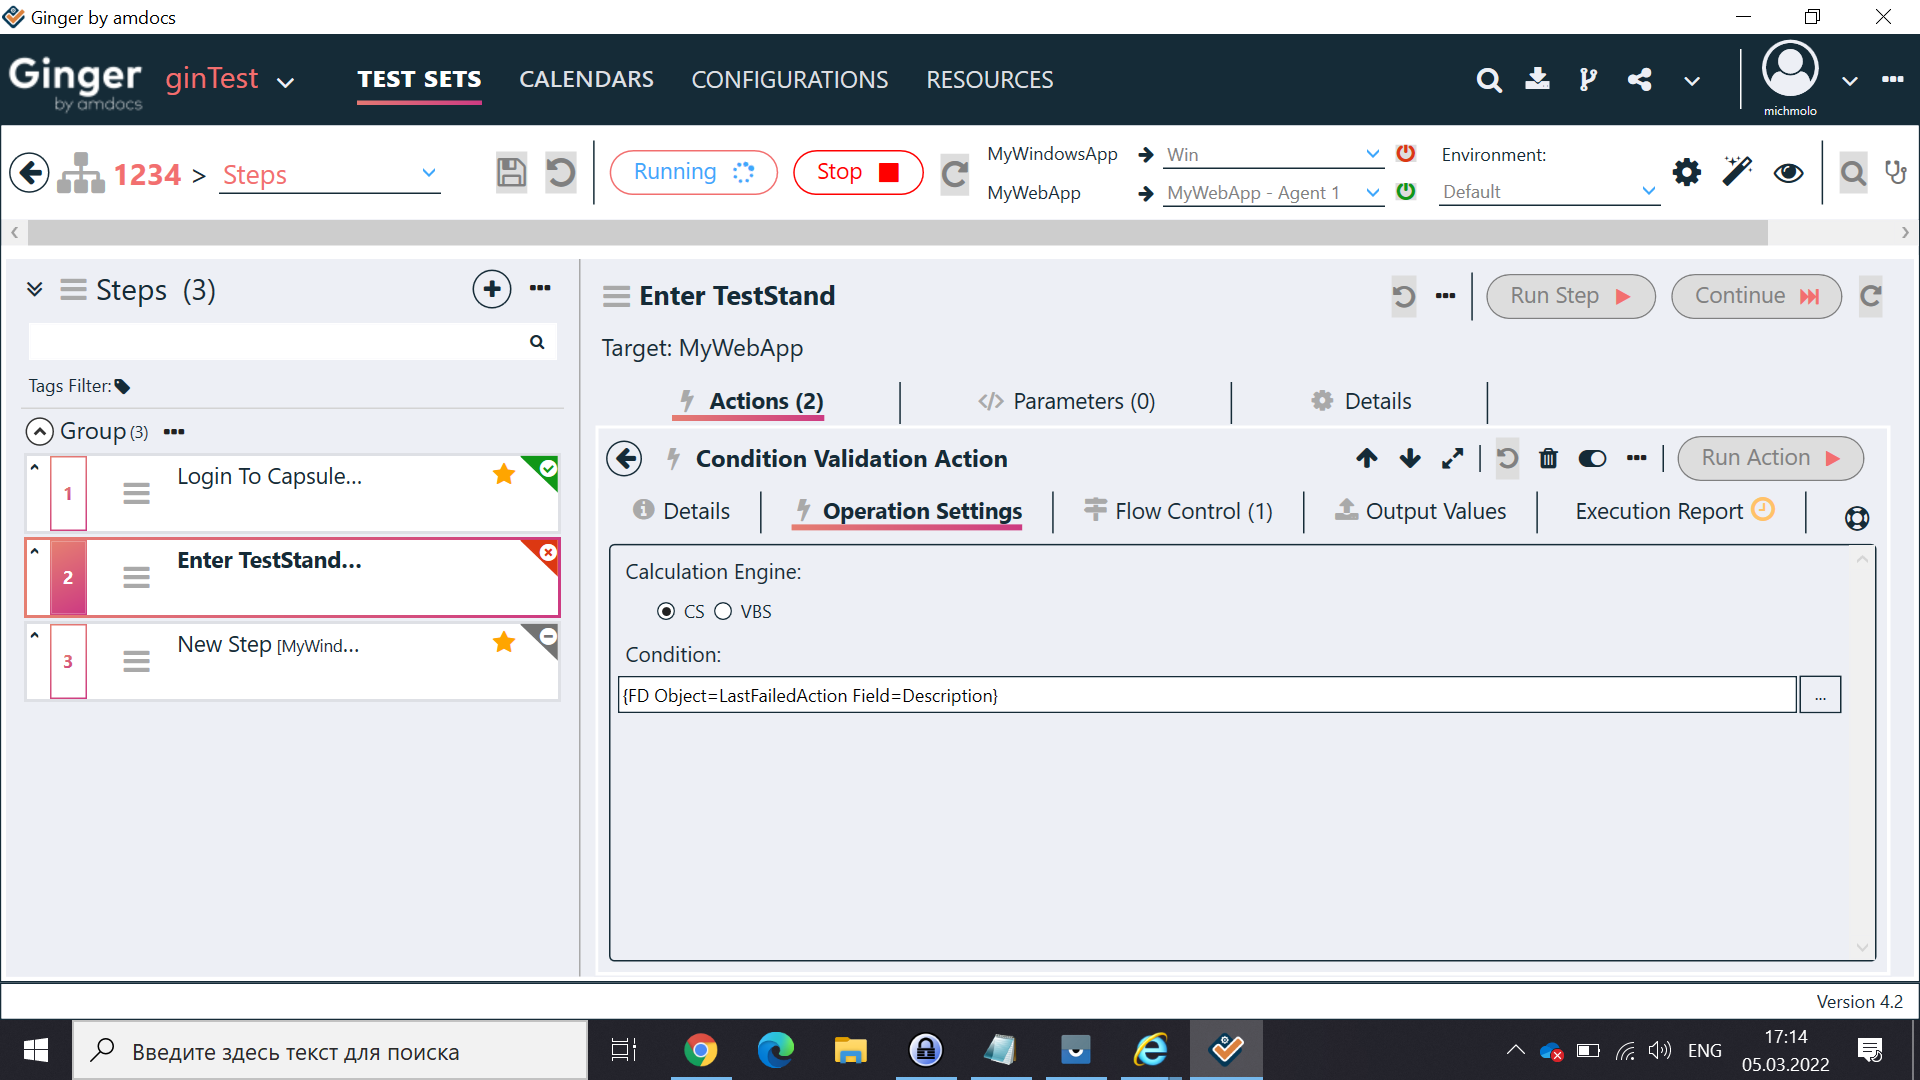 Ginger by amdocs
Ginger by amdocs
ginTest
TEST SETS
CALENDARS
CONFIGURATIONS
RESOURCES
michmolo
1234 > Steps
Running
Stop
MyWindowsApp
Win
MyWebApp
MyWebApp - Agent 1
Environment:
Default
Steps (3)
Tags Filter:
Group (3)
1
Login To Capsule...
2
Enter TestStand...
3
New Step [MyWind...
Enter TestStand
Run Step
Continue
Target: MyWebApp
Actions (2)
Parameters (0)
Details
Condition Validation Action
Run Action
Details
Operation Settings
Flow Control (1)
Output Values
Execution Report
Calculation Engine:
CS
VBS
Condition:
{FD Object=LastFailedAction Field=Description}
...
Version 4.2
Введите здесь текст для поиска
ENG
17:14
05.03.2022